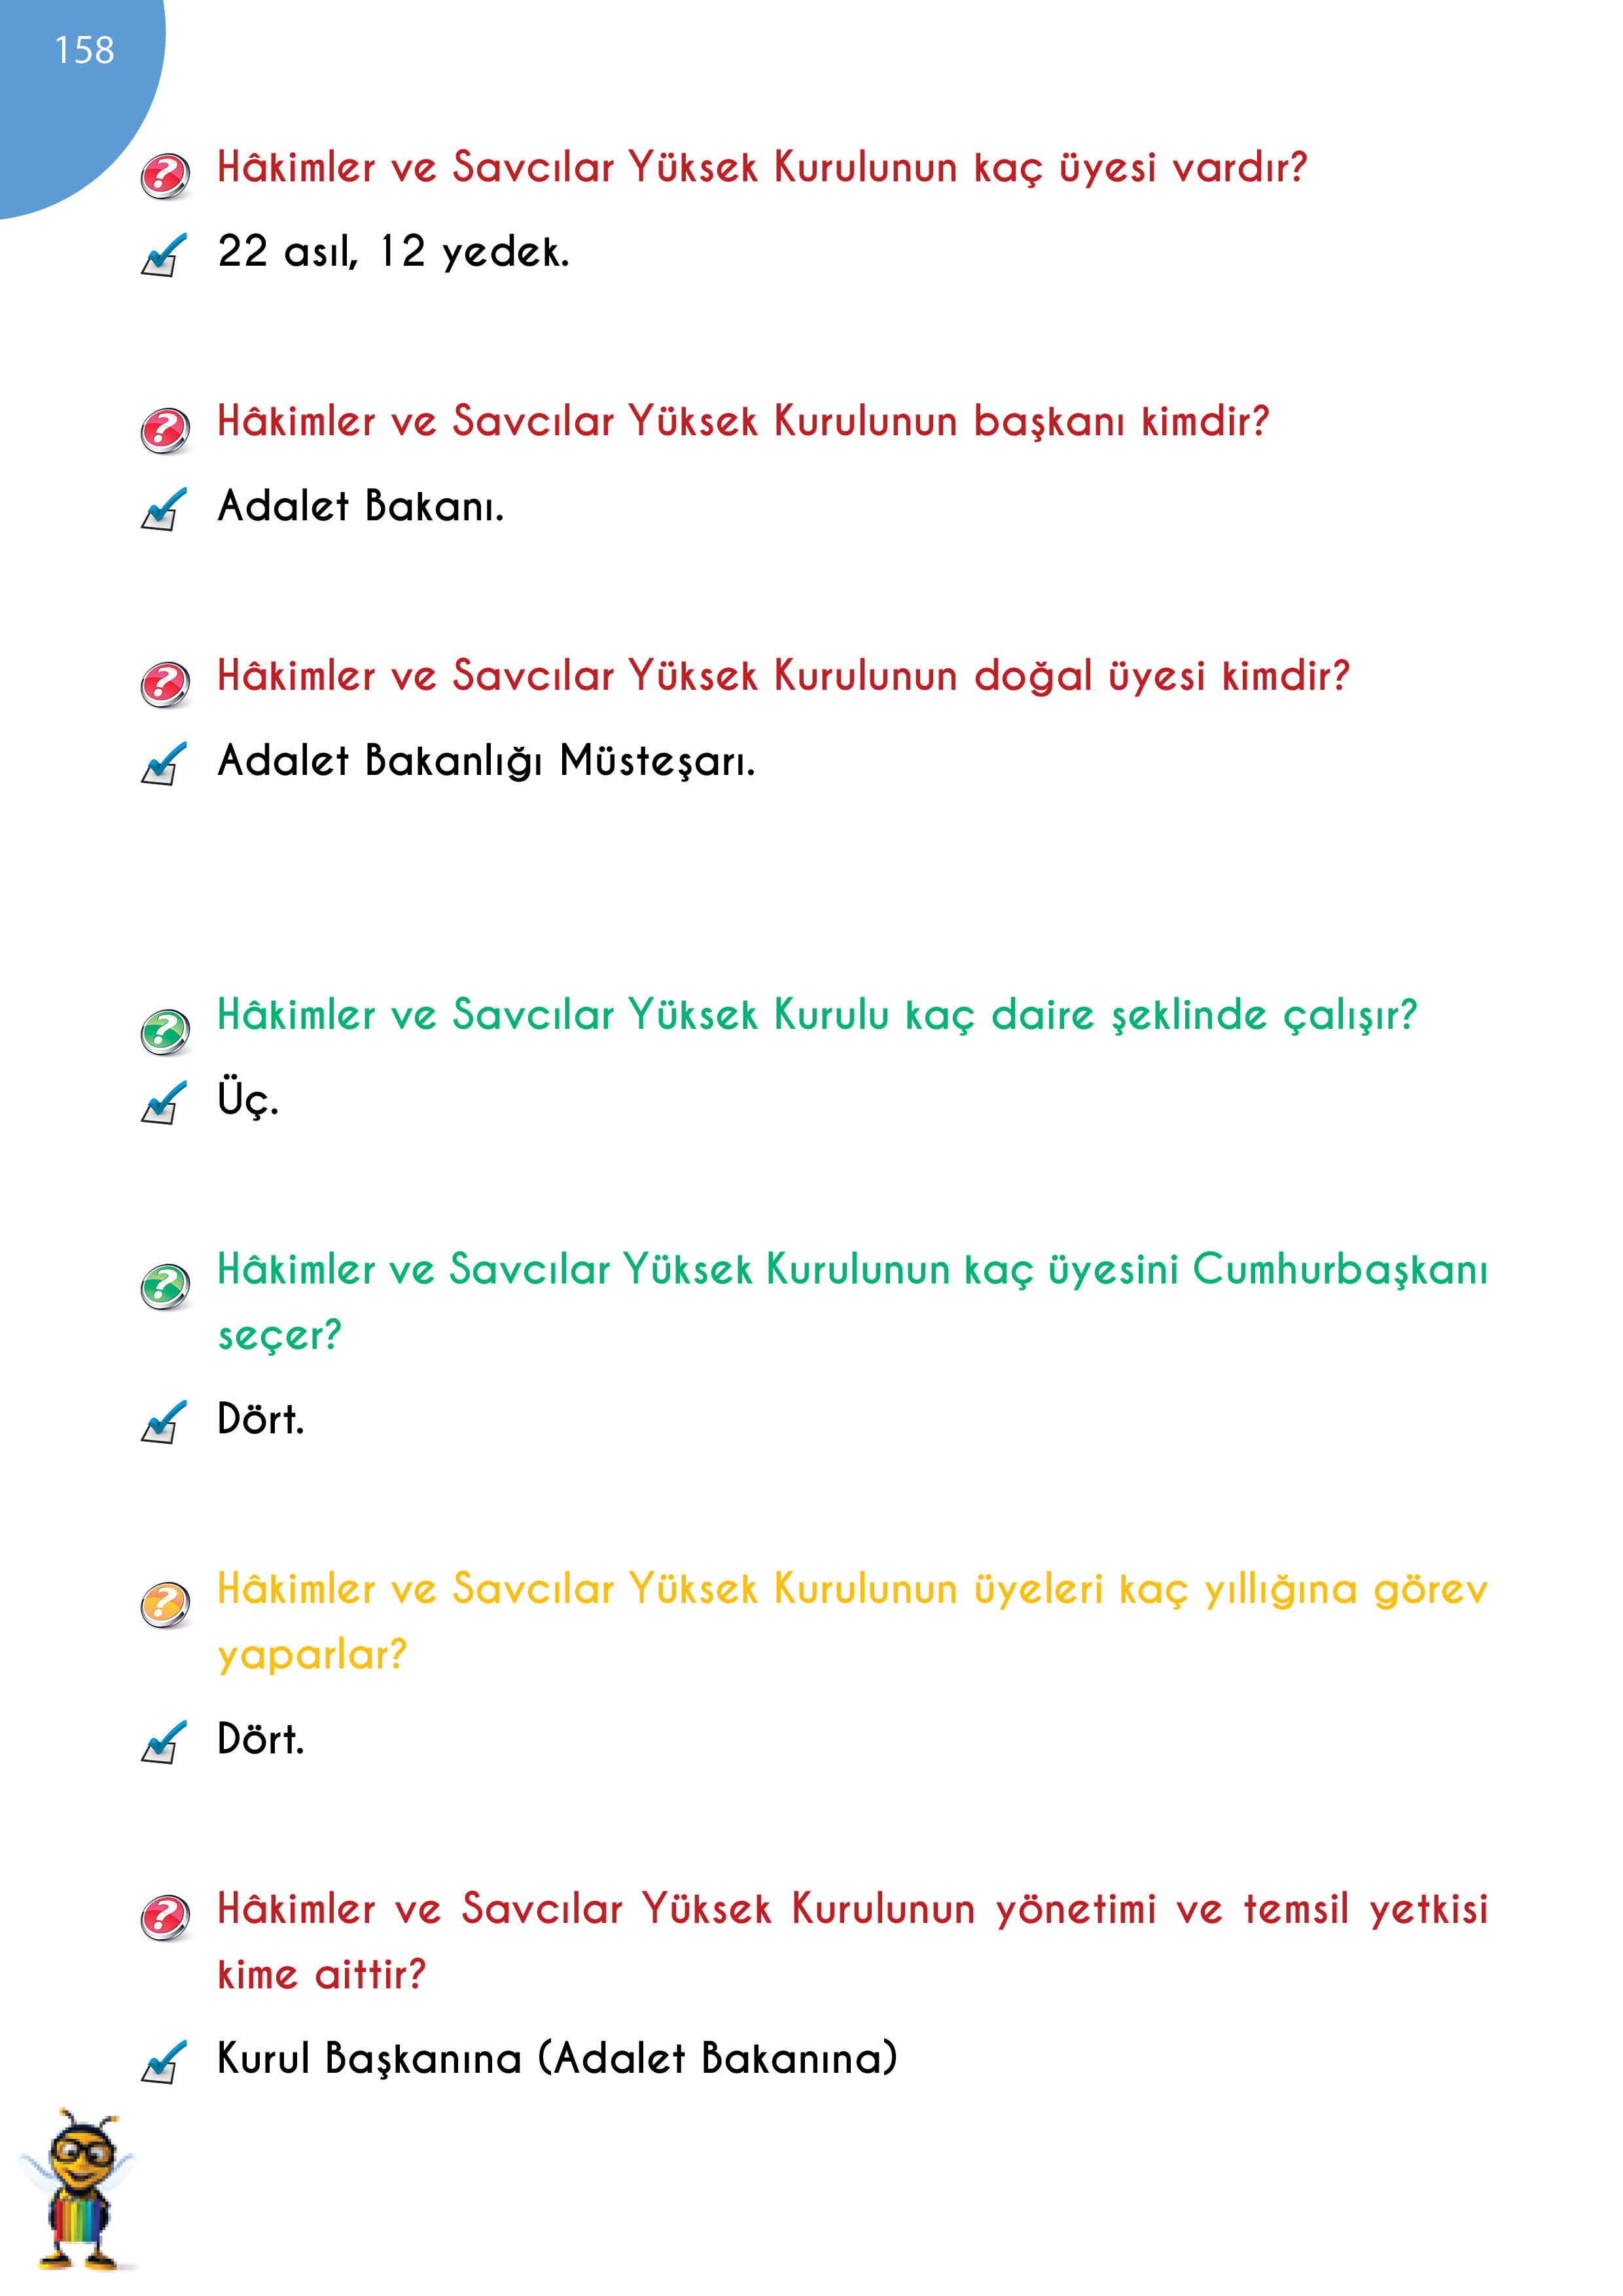 158
Hâkimler ve Savcılar Yüksek Kurulunun kaç üyesi vardır?
22 asıl, 12 yedek.
Hâkimler ve Savcılar Yüksek Kurulunun başkanı kimdir?
Adalet Bakanı.
Hâkimler ve Savcılar Yüksek Kurulunun doğal üyesi kimdir?
Adalet Bakanlığı Müsteşarı.
Hâkimler ve Savcılar Yüksek Kurulu kaç daire şeklinde çalışır?
Üç.
Hâkimler ve Savcılar Yüksek Kurulunun kaç üyesini Cumhurbaşkanı
seçer?
Dört.
Hâkimler ve Savcılar Yüksek Kurulunun üyeleri kaç yıllığına görev
yaparlar?
Dört.
Hâkimler ve Savcılar Yüksek Kurulunun yönetimi ve temsil yetkisi
kime aittir?
Kurul Başkanına (Adalet Bakanına)